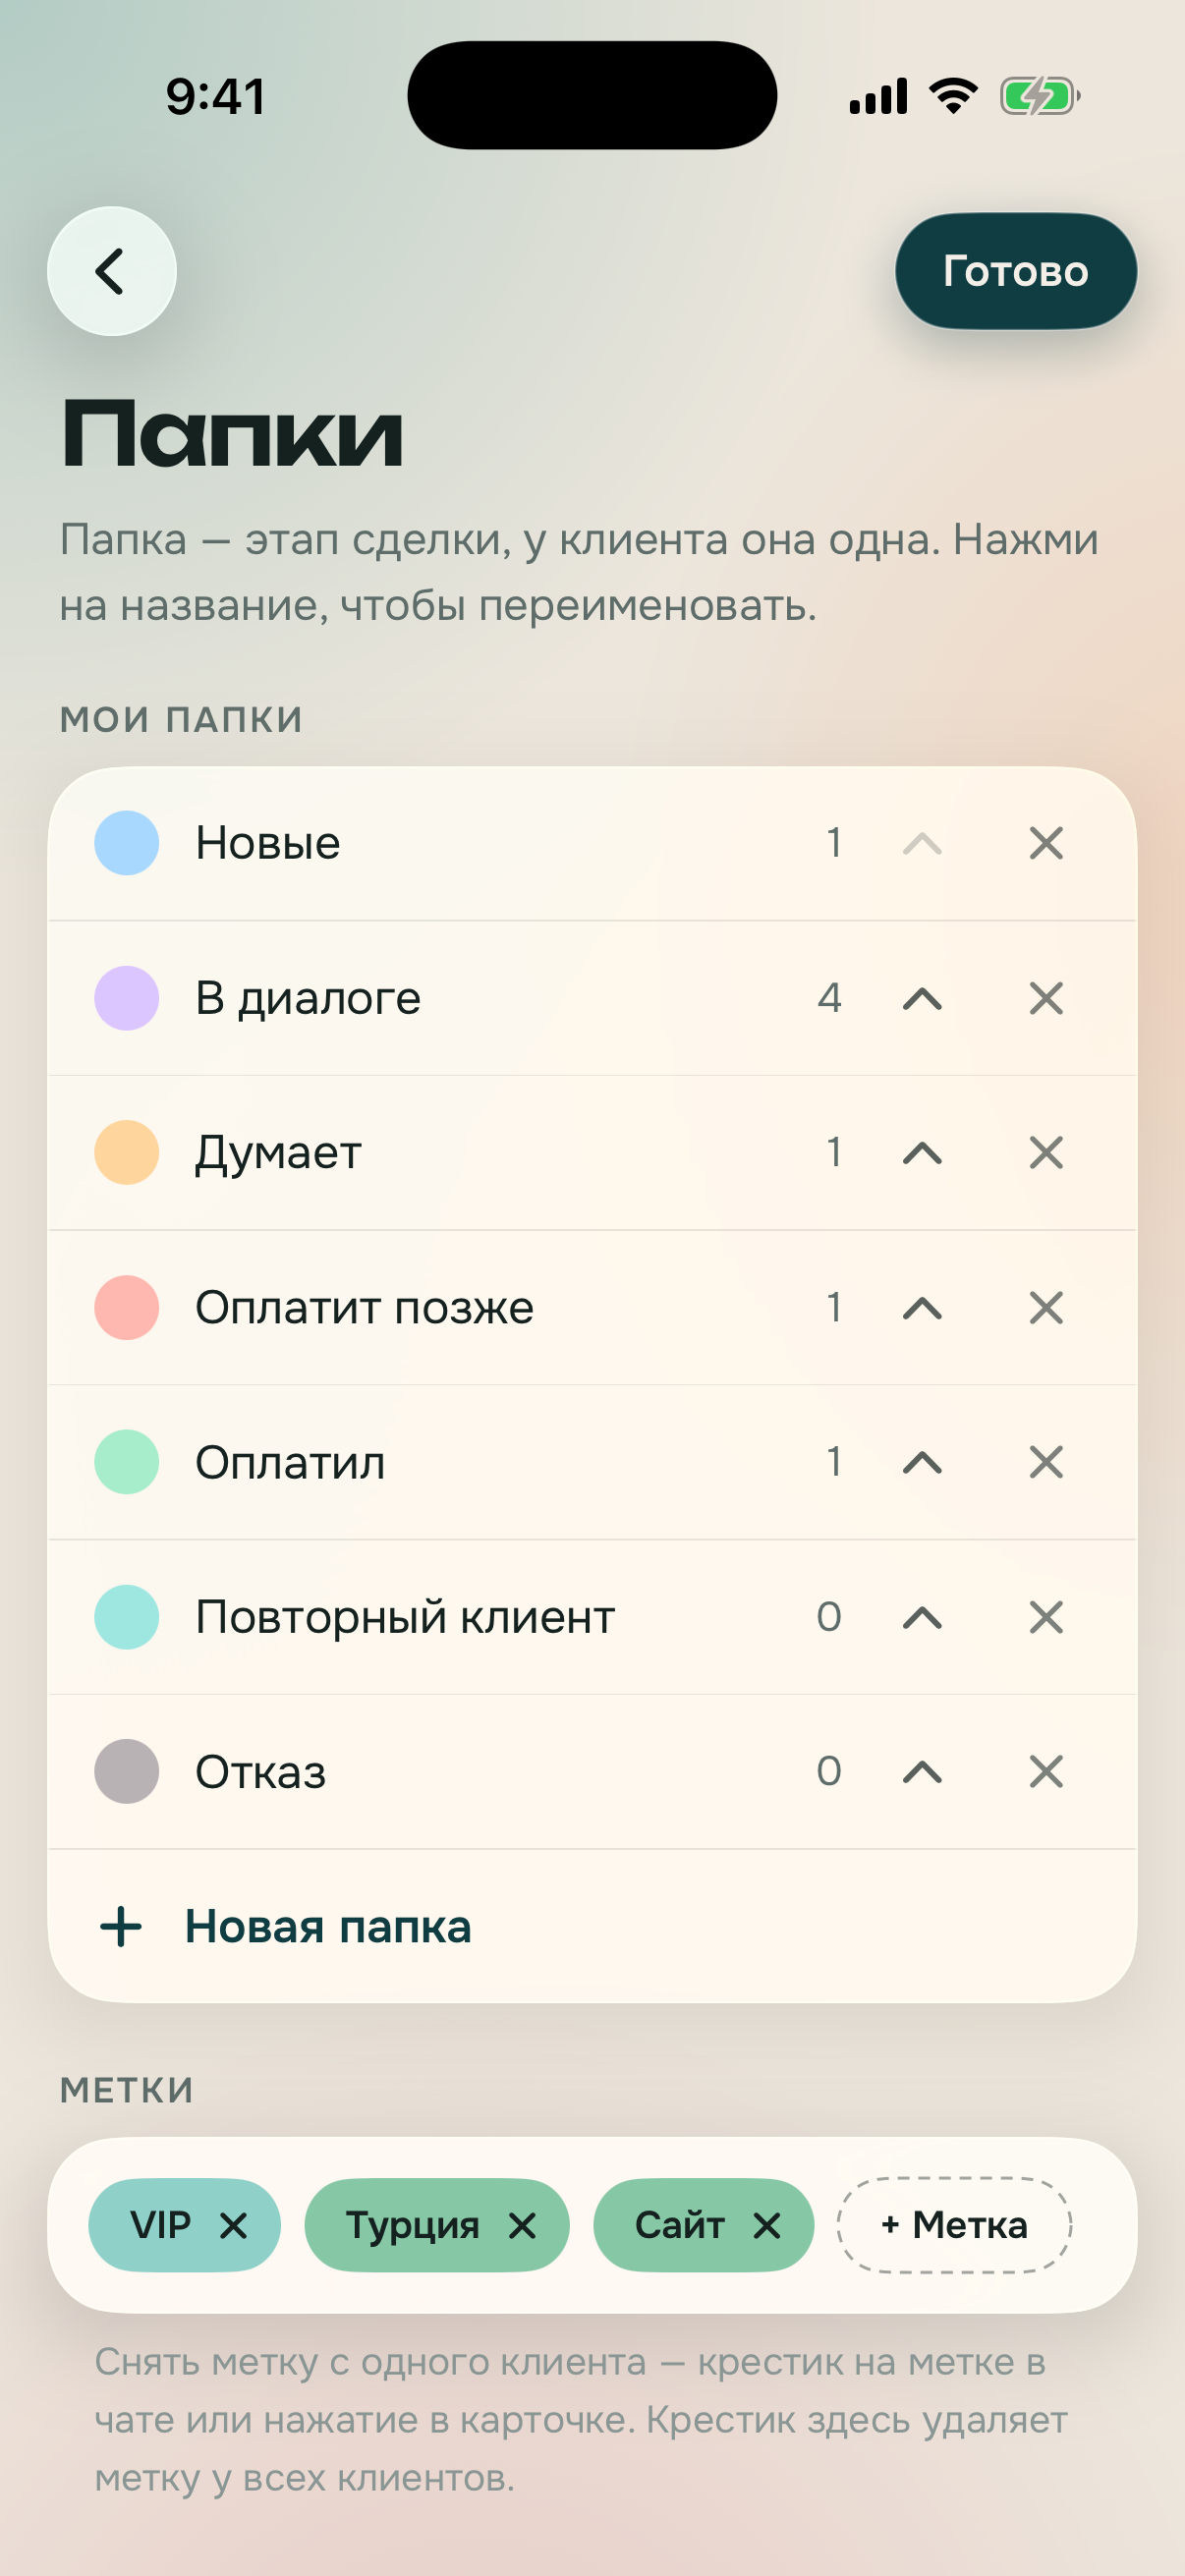 9:41
Готово
Папки
Папка — этап сделки, у клиента она одна. Нажми
на название, чтобы переименовать.
МОИ ПАПКИ
Новые 1
В диалоге 4
Думает 1
Оплатит позже 1
Оплатил 1
Повторный клиент 0
Отказ 0
+ Новая папка
МЕТКИ
VIP × Турция × Сайт × + Метка
Снять метку с одного клиента — крестик на метке в
чате или нажатие в карточке. Крестик здесь удаляет
метку у всех клиентов.